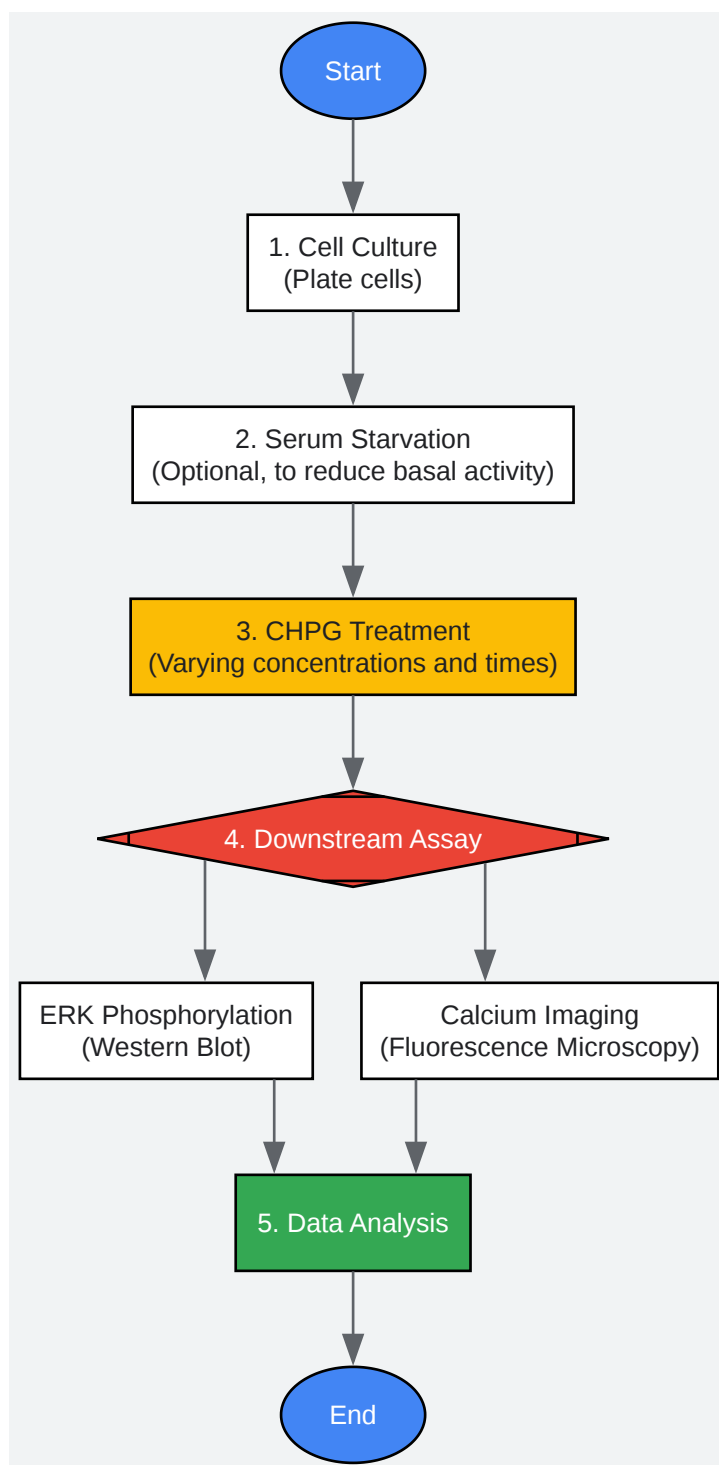 Start
1. Cell Culture
(Plate cells)
2. Serum Starvation
(Optional, to reduce basal activity)
3. CHPG Treatment
(Varying concentrations and times)
4. Downstream Assay
ERK Phosphorylation
(Western Blot)
Calcium Imaging
(Fluorescence Microscopy)
5. Data Analysis
End